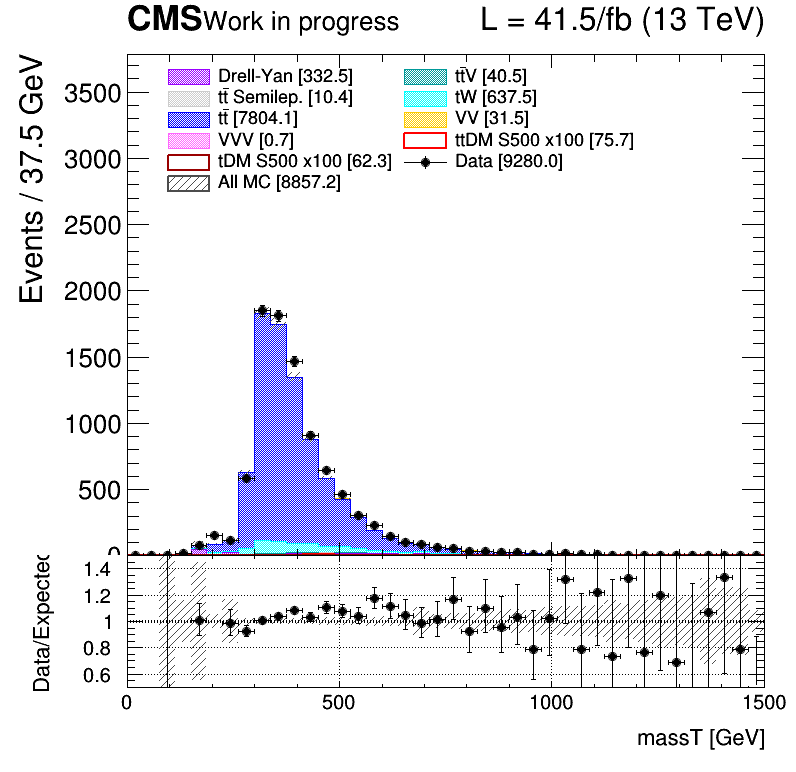 CMS Work in progress L = 41.5/fb (13 TeV)
Events / 37.5 GeV
3500
3000
2500
2000
1500
1000
500
0
Drell-Yan [332.5]
tt̄ Semilep. [10.4]
tt̄ [7804.1]
VVV [0.7]
tDM S500 x100 [62.3]
All MC [8857.2]
tt̄V [40.5]
tW [637.5]
VV [31.5]
ttDM S500 x100 [75.7]
Data [9280.0]
Data/Expected
1.4
1.2
1
0.8
0.6
0 500 1000 1500
massT [GeV]